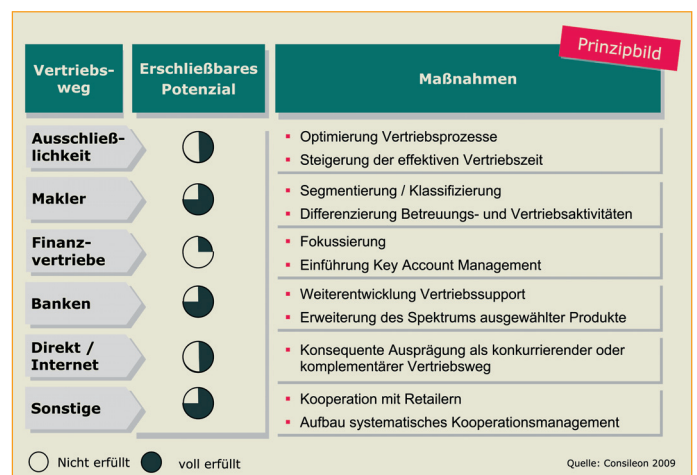 Prinzipbild
Vertriebs-
weg
Erschließbares
Potenzial
Maßnahmen
Ausschließ-
lichkeit
Optimierung Vertriebsprozesse
Steigerung der effektiven Vertriebszeit
Makler
Segmentierung / Klassifizierung
Differenzierung Betreuungs- und Vertriebsaktivitäten
Finanz-
vertriebe
Fokussierung
Einführung Key Account Management
Banken
Weiterentwicklung Vertriebssupport
Erweiterung des Spektrums ausgewählter Produkte
Direkt /
Internet
Konsequente Ausprägung als konkurrierender oder
komplementärer Vertriebsweg
Sonstige
Kooperation mit Retailern
Aufbau systematisches Kooperationsmanagement
Nicht erfüllt
voll erfüllt
Quelle: Consileon 2009